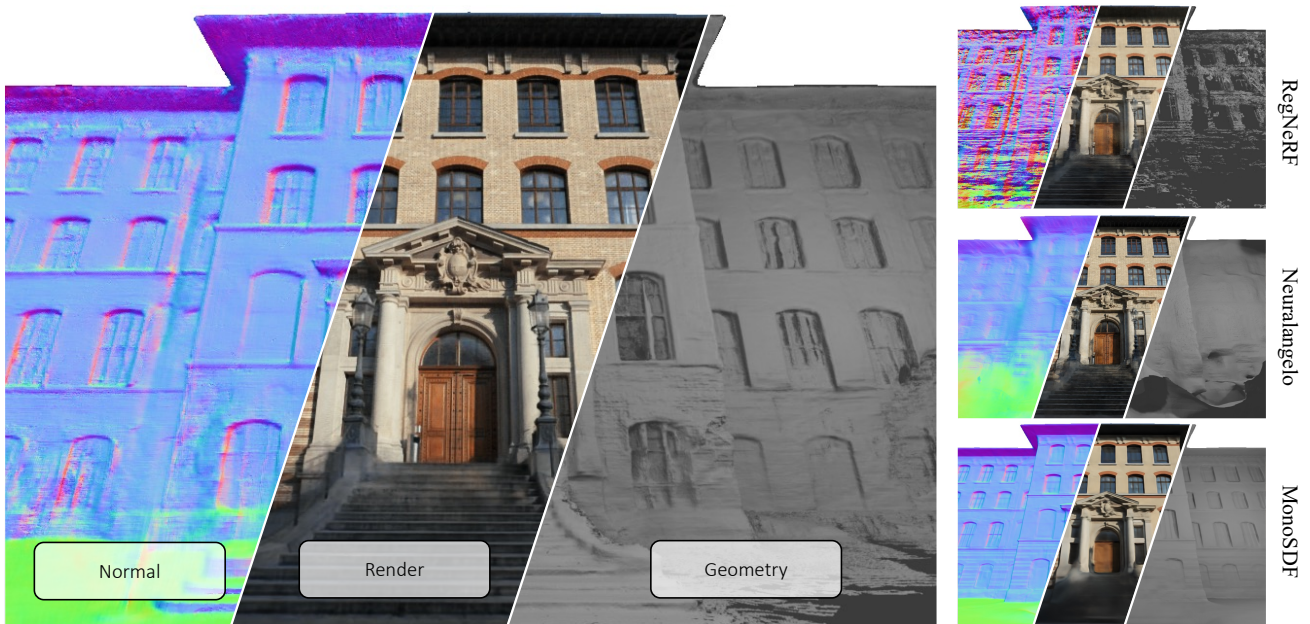 Normal
Render
Geometry
RegNeRF
Neuralangelo
MonoSDF